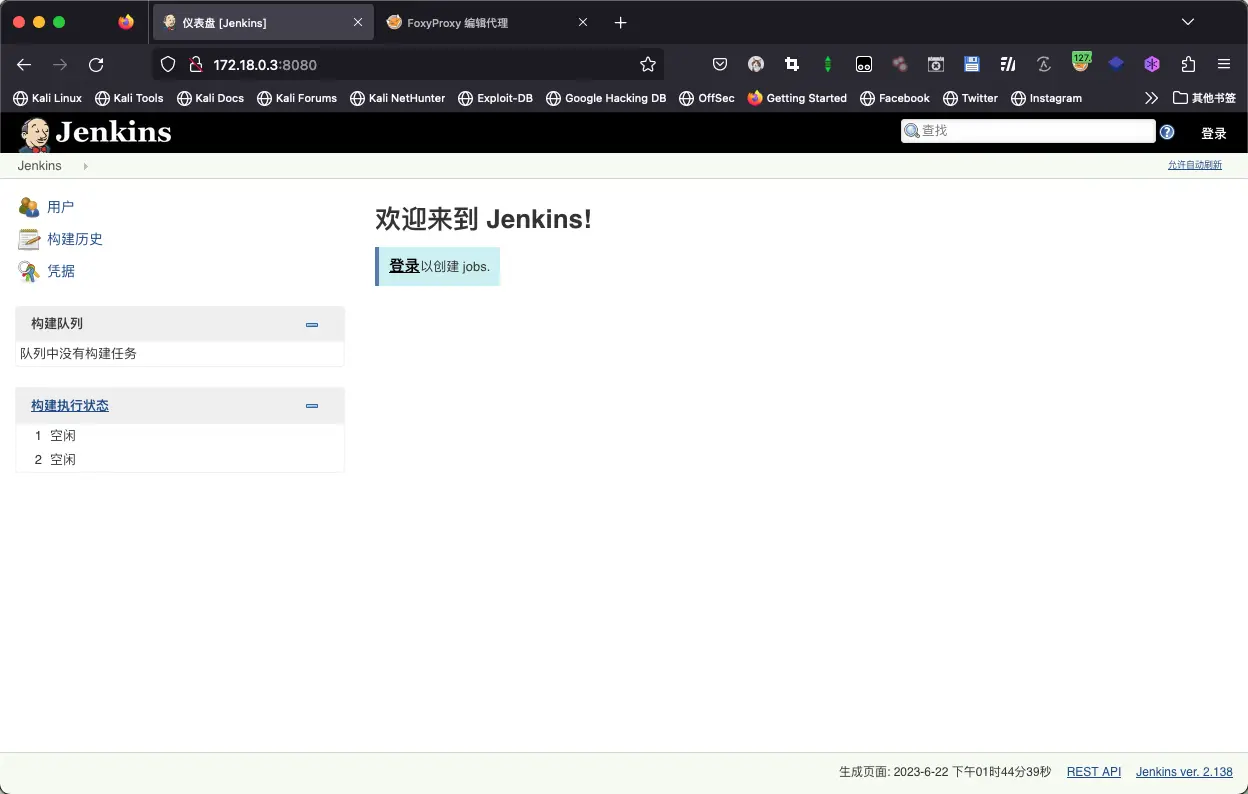 仪表盘 [Jenkins]
FoxyProxy 编辑代理
172.18.0.3:8080
127.
Kali Linux Kali Tools Kali Docs Kali Forums Kali NetHunter Exploit-DB Google Hacking DB OffSec Getting Started Facebook Twitter Instagram 其他书签
Jenkins 查找 登录
Jenkins 允许自动刷新
用户
构建历史
凭据
构建队列
队列中没有构建任务
构建执行状态
1 空闲
2 空闲
欢迎来到 Jenkins!
登录以创建 jobs.
生成页面: 2023-6-22 下午01时44分39秒 REST API Jenkins ver. 2.138